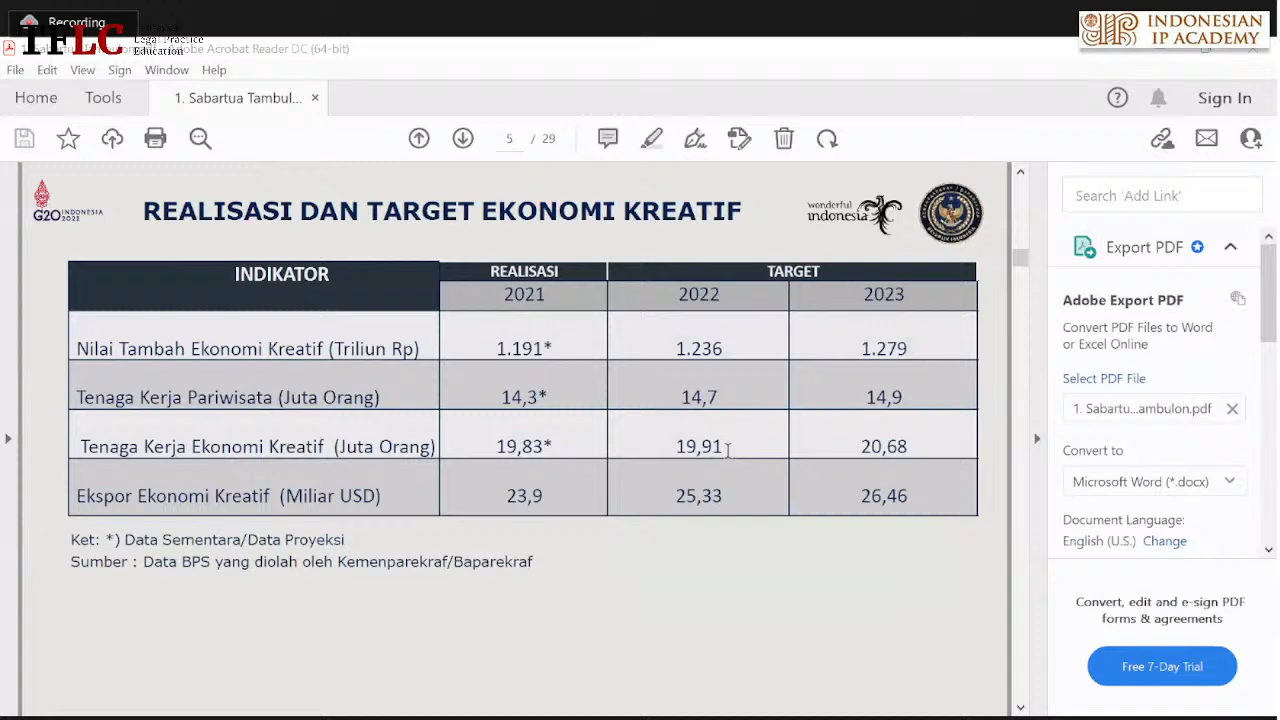 Recording
TFLC
Legal Practice
Education
INDONESIAN
IP ACADEMY
Adobe Acrobat Reader DC (64-bit)
File Edit View Sign Window Help
Home Tools 1. Sabartua Tambul... × Sign In
5 / 29
G20 INDONESIA
2022
REALISASI DAN TARGET EKONOMI KREATIF
wonderful
indonesia
Search 'Add Link'
Export PDF
Adobe Export PDF
Convert PDF Files to Word
or Excel Online
Select PDF File
1. Sabartu...ambulon.pdf
Convert to
Microsoft Word (*.docx)
Document Language:
English (U.S.) Change
Convert, edit and e-sign PDF
forms & agreements
Free 7-Day Trial
INDIKATOR REALISASI TARGET
2021 2022 2023
Nilai Tambah Ekonomi Kreatif (Triliun Rp) 1.191* 1.236 1.279
Tenaga Kerja Pariwisata (Juta Orang) 14,3* 14,7 14,9
Tenaga Kerja Ekonomi Kreatif (Juta Orang) 19,83* 19,91 20,68
Ekspor Ekonomi Kreatif (Miliar USD) 23,9 25,33 26,46
Ket: *) Data Sementara/Data Proyeksi
Sumber : Data BPS yang diolah oleh Kemenparekraf/Baparekraf